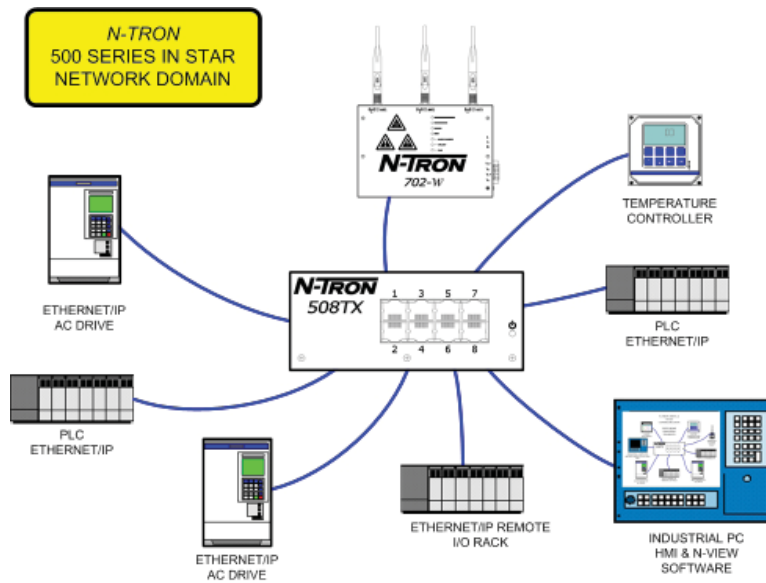 N-TRON
500 SERIES IN STAR
NETWORK DOMAIN
N-TRON
702-W
TEMPERATURE
CONTROLLER
N-TRON
508TX
1 3 5 7
2 4 6 8
ETHERNET/IP
AC DRIVE
PLC
ETHERNET/IP
PLC
ETHERNET/IP
ETHERNET/IP
AC DRIVE
ETHERNET/IP REMOTE
I/O RACK
INDUSTRIAL PC
HMI & N-VIEW
SOFTWARE